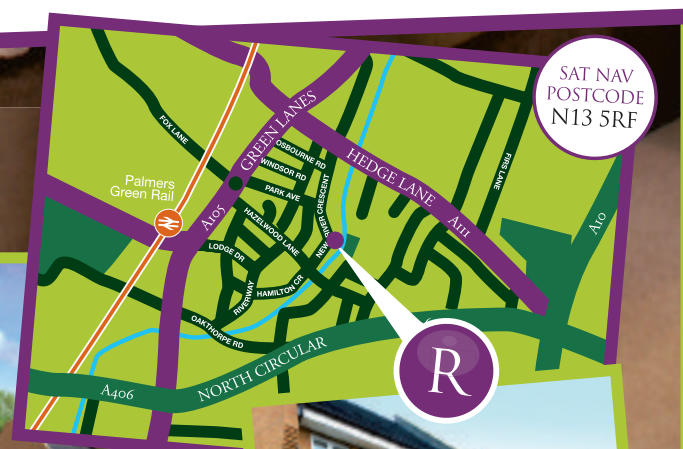 SAT NAV
POSTCODE
N13 5RF
FOX LANE
GREEN LANES
OSBOURNE RD
WINDSOR RD
PARK AVE
HEDGE LANE
FIRS LANE
Palmers
Green Rail
A105
HAZELWOOD LANE
NEW RIVER CRESCENT
A111
A10
LODGE DR
RIVERWAY
HAMILTON CR
OAKTHORPE RD
NORTH CIRCULAR
A406
R